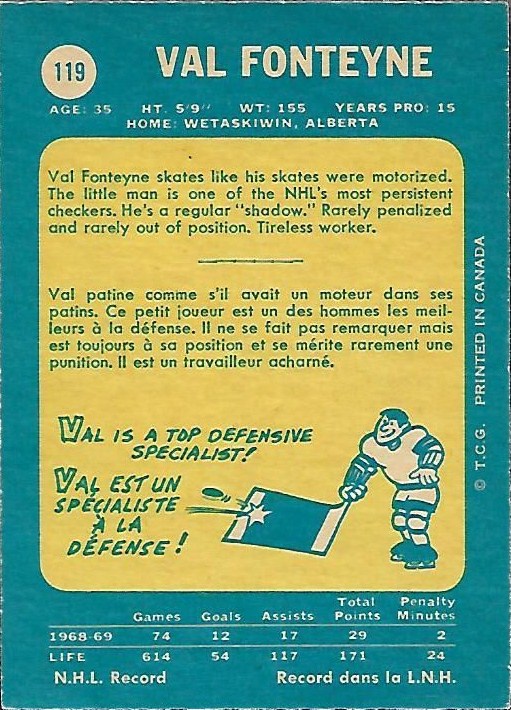 119
VAL FONTEYNE
AGE: 35 HT. 5'9" WT: 155 YEARS PRO: 15
HOME: WETASKIWIN, ALBERTA
Val Fonteyne skates like his skates were motorized.
The little man is one of the NHL's most persistent
checkers. He's a regular "shadow." Rarely penalized
and rarely out of position. Tireless worker.
Val patine comme s'il avait un moteur dans ses
patins. Ce petit joueur est un des hommes les meil-
leurs à la défense. Il ne se fait pas remarquer mais
est toujours à sa position et se mérite rarement une
punition. Il est un travailleur acharné.
VAL IS A TOP DEFENSIVE
SPECIALIST!
VAL EST UN
SPÉCIALISTE
À LA
DÉFENSE!
© T.C.G. PRINTED IN CANADA
Games Goals Assists Total Points Penalty Minutes
1968-69 74 12 17 29 2
LIFE 614 54 117 171 24
N.H.L. Record Record dans la L.N.H.